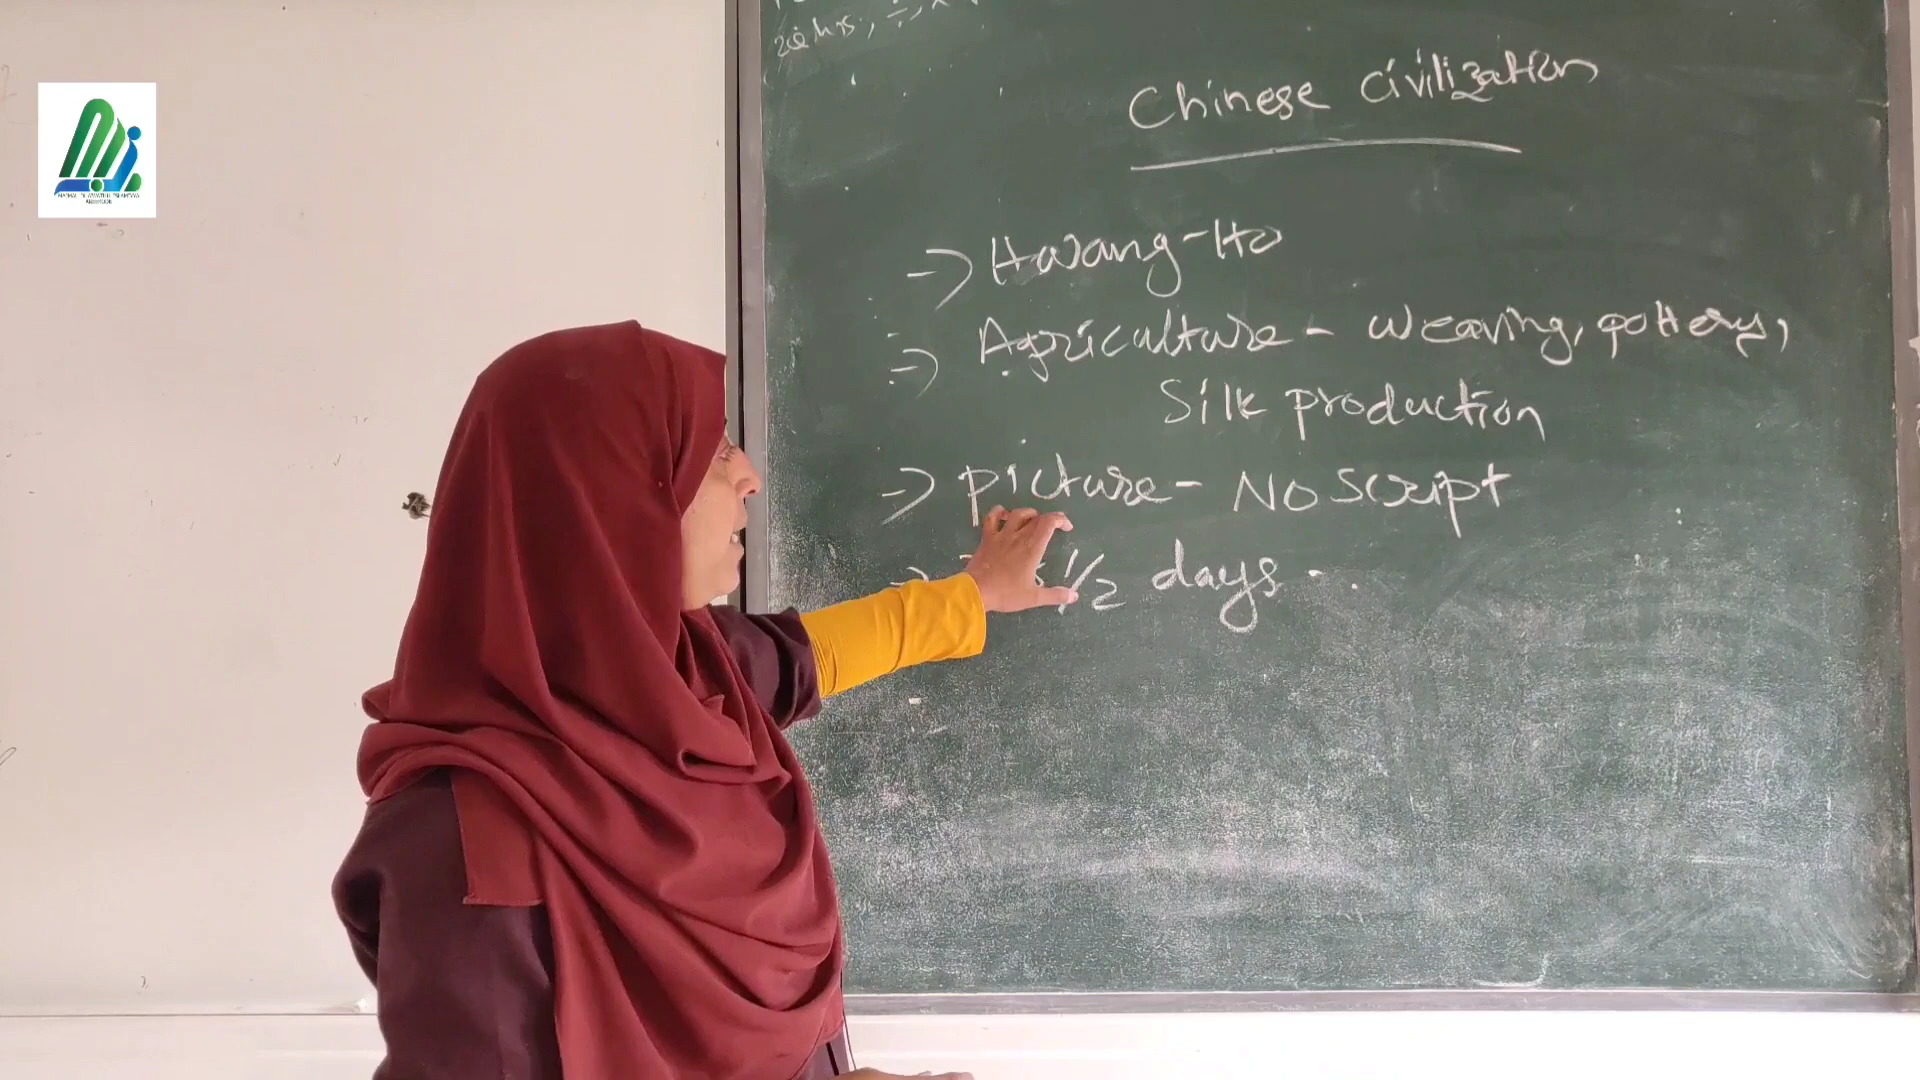 Chinese civilization
→ Hwang-Ho
→ Agriculture - weaving, pottery,
Silk production
→ picture - No script
→ 1/2 days.